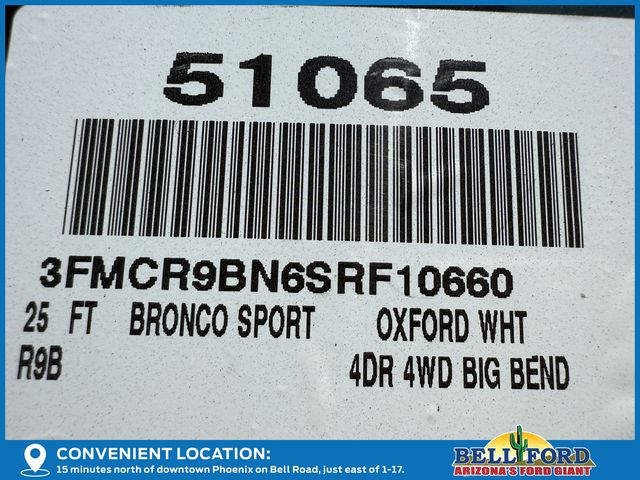 51065
3FMCR9BN6SRF10660
25 FT BRONCO SPORT OXFORD WHT
R9B 4DR 4WD BIG BEND
CONVENIENT LOCATION:
15 minutes north of downtown Phoenix on Bell Road, just east of 1-17.
BELL FORD
ARIZONA'S FORD GIANT